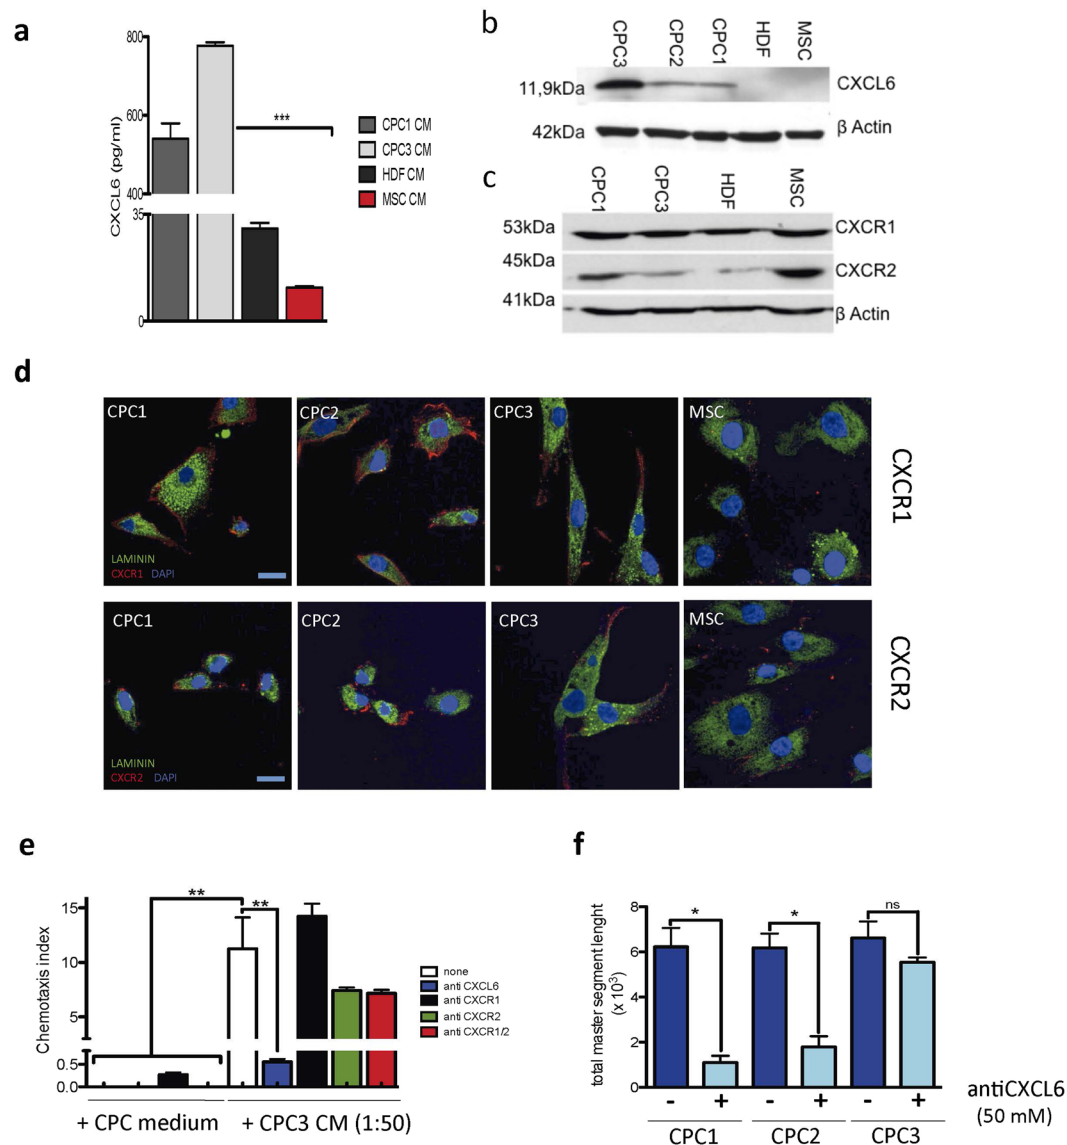 a
800
600
400
35
0
CXCL6 (pg/ml)
***
CPC1 CM
CPC3 CM
HDF CM
MSC CM
b
CPC3
CPC2
CPC1
HDF
MSC
11,9kDa
CXCL6
42kDa
β Actin
c
CPC1
CPC3
HDF
MSC
53kDa
CXCR1
45kDa
CXCR2
41kDa
β Actin
d
CPC1
CPC2
CPC3
MSC
LAMININ
CXCR1 DAPI
CXCR1
CPC1
CPC2
CPC3
MSC
LAMININ
CXCR2 DAPI
CXCR2
e
Chemotaxis index
15
10
5
0.5
0.0
**
**
none
anti CXCL6
anti CXCR1
anti CXCR2
anti CXCR1/2
+ CPC medium
+ CPC3 CM (1:50)
f
total master segment lenght
(x 10³)
8
6
4
2
0
*
*
ns
- + - + - +
antiCXCL6
(50 mM)
CPC1
CPC2
CPC3